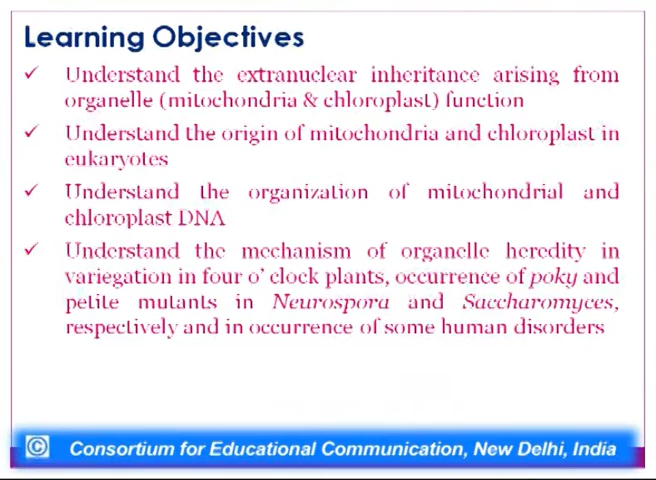 Learning Objectives
✓ Understand the extranuclear inheritance arising from
organelle (mitochondria & chloroplast) function
✓ Understand the origin of mitochondria and chloroplast in
eukaryotes
✓ Understand the organization of mitochondrial and
chloroplast DNA
✓ Understand the mechanism of organelle heredity in
variegation in four o' clock plants, occurrence of poky and
petite mutants in Neurospora and Saccharomyces,
respectively and in occurrence of some human disorders
© Consortium for Educational Communication, New Delhi, India